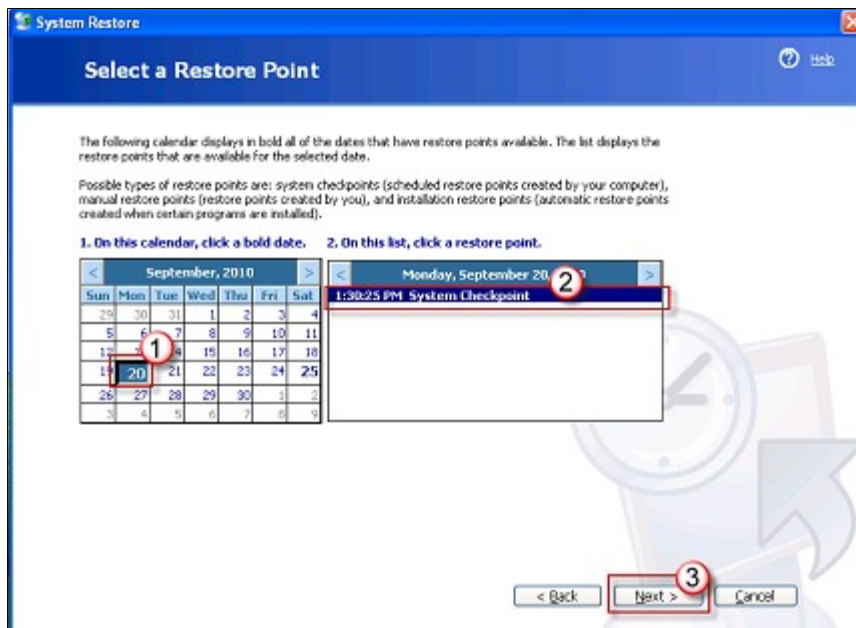 System Restore
Select a Restore Point
Help
The following calendar displays in bold all of the dates that have restore points available. The list displays the
restore points that are available for the selected date.
Possible types of restore points are: system checkpoints (scheduled restore points created by your computer),
manual restore points (restore points created by you), and installation restore points (automatic restore points
created when certain programs are installed).
1. On this calendar, click a bold date. 2. On this list, click a restore point.
< September, 2010 > < Monday, September 20, >
2
Sun Mon Tue Wed Thu Fri Sat
1:30:25 PM System Checkpoint
29 30 31 1 2 3 4
5 6 7 8 9 10 11
1
12 15 16 17 18
19 20 21 22 23 24 25
26 27 28 29 30 1 2
3 4 5 6 7 8 9
3
< Back Next > Cancel